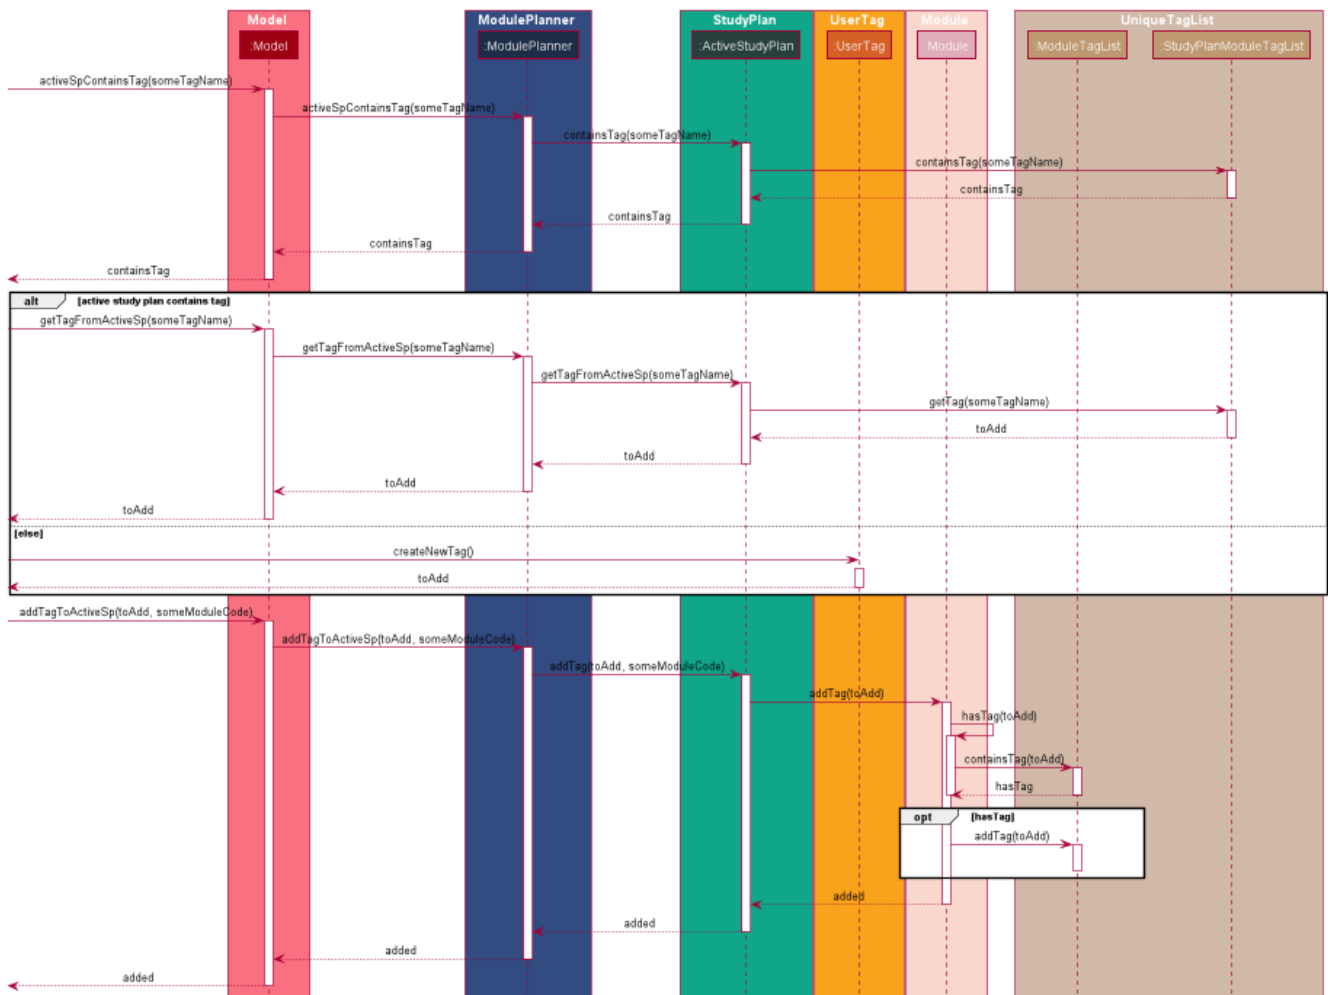 Model ModulePlanner StudyPlan UserTag Module UniqueTagList
:Model :ModulePlanner :ActiveStudyPlan :UserTag :Module :ModuleTagList :StudyPlanModuleTagList
activeSpContainsTag(someTagName)
activeSpContainsTag(someTagName)
containsTag(someTagName)
containsTag(someTagName)
containsTag
containsTag
containsTag
containsTag
alt [active study plan contains tag]
getTagFromActiveSp(someTagName)
getTagFromActiveSp(someTagName)
getTagFromActiveSp(someTagName)
getTag(someTagName)
toAdd
toAdd
toAdd
toAdd
[else]
createNewTag()
toAdd
addTagToActiveSp(toAdd, someModuleCode)
addTagToActiveSp(toAdd, someModuleCode)
addTag(toAdd, someModuleCode)
addTag(toAdd)
hasTag(toAdd)
containsTag(toAdd)
hasTag
opt [hasTag]
addTag(toAdd)
added
added
added
added